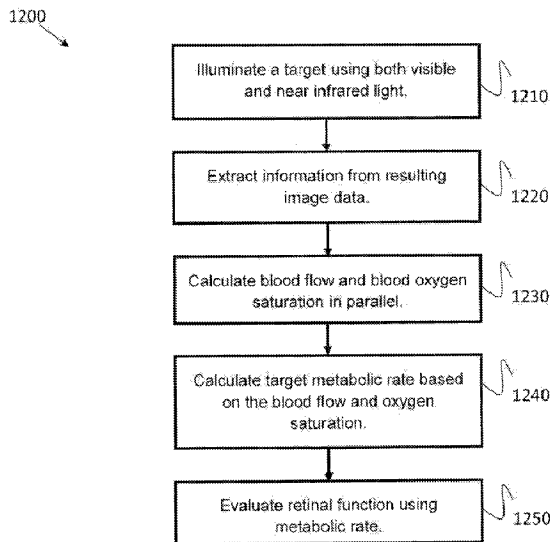 1200
Illuminate a target using both visible
and near infrared light.
1210
Extract information from resulting
image data.
1220
Calculate blood flow and blood oxygen
saturation in parallel.
1230
Calculate target metabolic rate based
on the blood flow and oxygen
saturation.
1240
Evaluate retinal function using
metabolic rate.
1250